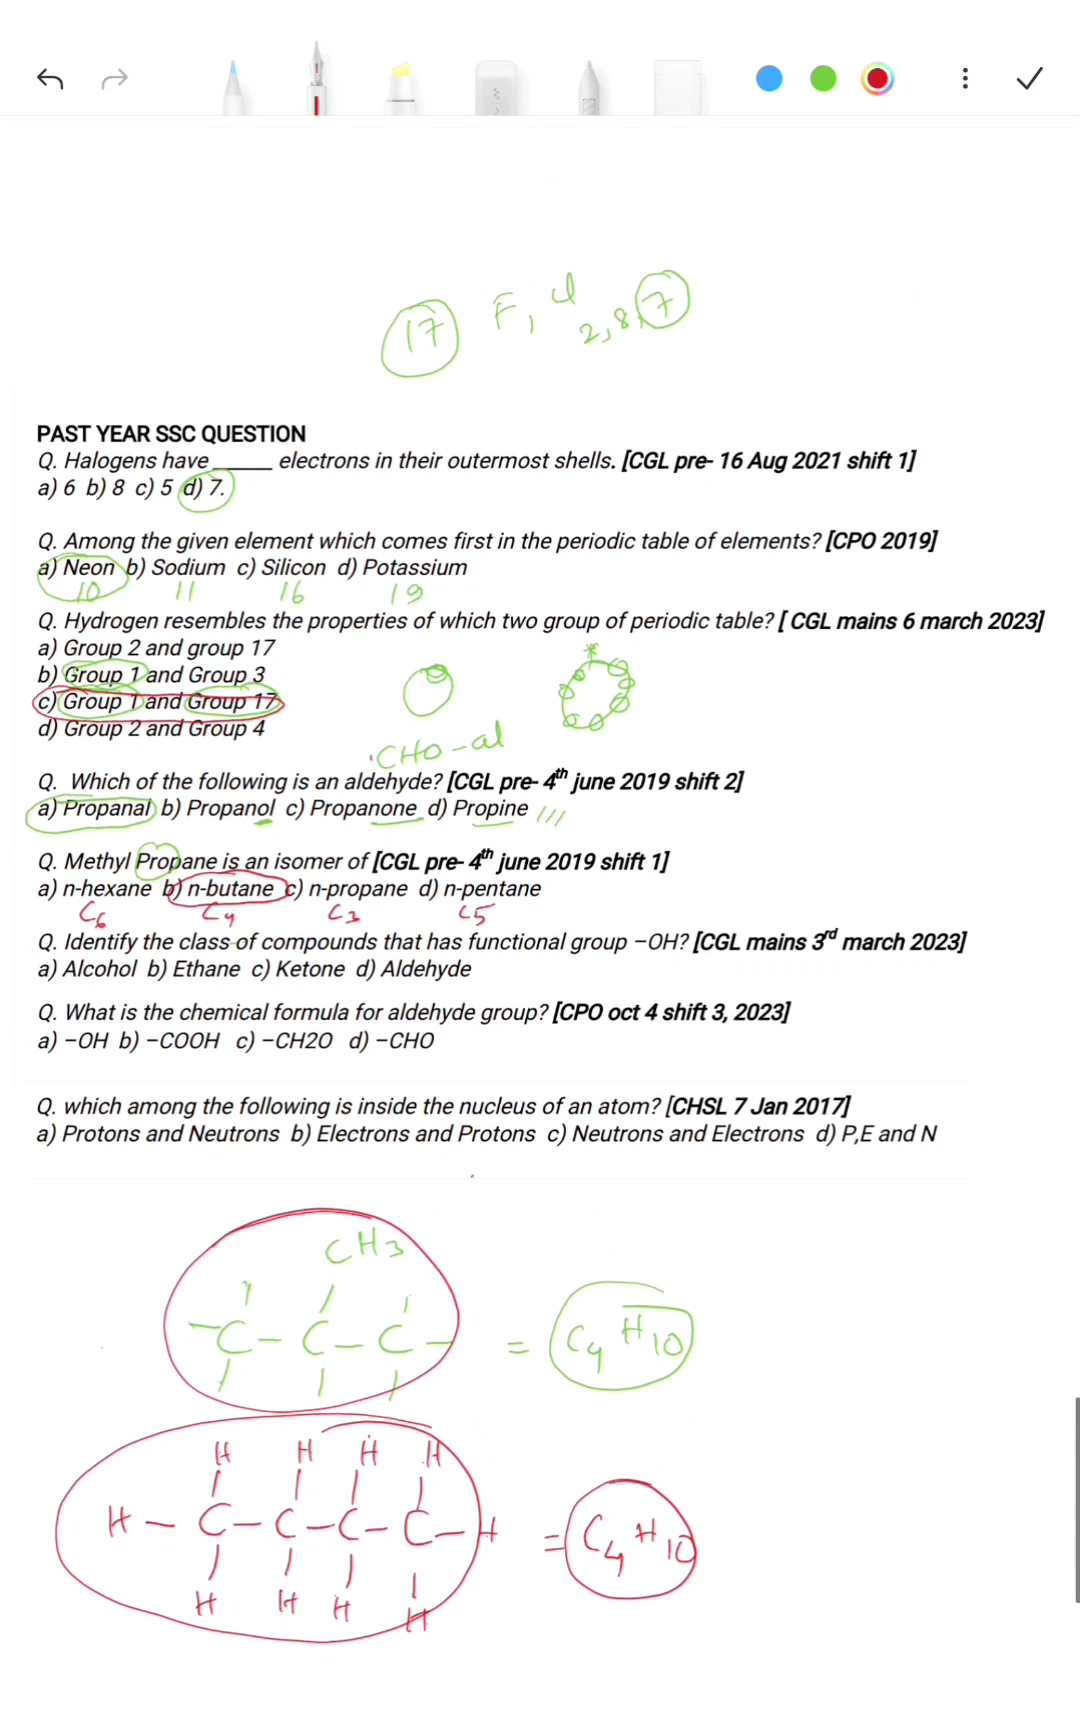 17 F, Cl
2,8,7
PAST YEAR SSC QUESTION
Q. Halogens have _____ electrons in their outermost shells. [CGL pre- 16 Aug 2021 shift 1]
a) 6 b) 8 c) 5 d) 7.
Q. Among the given element which comes first in the periodic table of elements? [CPO 2019]
a) Neon b) Sodium c) Silicon d) Potassium
10 11 16 19
Q. Hydrogen resembles the properties of which two group of periodic table? [ CGL mains 6 march 2023]
a) Group 2 and group 17
b) Group 1 and Group 3
c) Group 1 and Group 17
d) Group 2 and Group 4
CHO-al
Q. Which of the following is an aldehyde? [CGL pre- 4th june 2019 shift 2]
a) Propanal b) Propanol c) Propanone d) Propine
Q. Methyl Propane is an isomer of [CGL pre- 4th june 2019 shift 1]
a) n-hexane b) n-butane c) n-propane d) n-pentane
C6 C4 C3 C5
Q. Identify the class of compounds that has functional group –OH? [CGL mains 3rd march 2023]
a) Alcohol b) Ethane c) Ketone d) Aldehyde
Q. What is the chemical formula for aldehyde group? [CPO oct 4 shift 3, 2023]
a) –OH b) –COOH c) –CH2O d) –CHO
Q. which among the following is inside the nucleus of an atom? [CHSL 7 Jan 2017]
a) Protons and Neutrons b) Electrons and Protons c) Neutrons and Electrons d) P,E and N
CH3
-C-C-C- = C4H10
H H H H
H-C-C-C-C-H = C4H10
H H H H